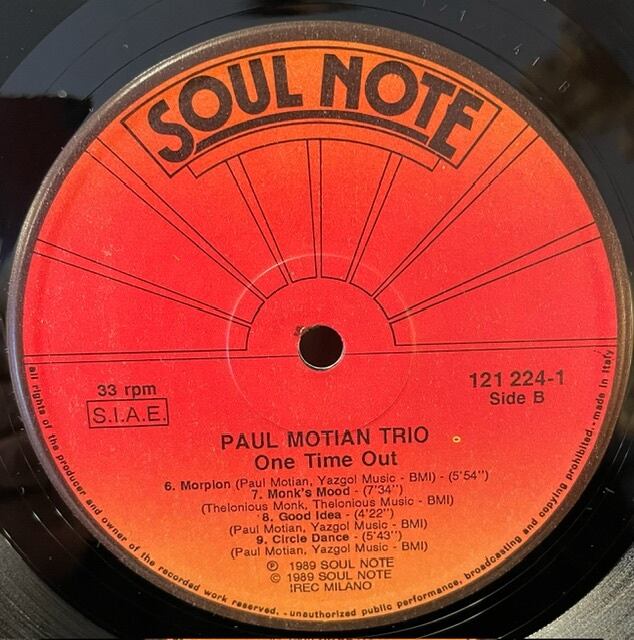 SOUL NOTE
33 rpm
S.I.A.E.
121 224-1
Side B
PAUL MOTIAN TRIO
One Time Out
6. Morpion (Paul Motian, Yazgol Music - BMI) - (5'54'')
7. Monk's Mood - (7'34'')
(Thelonious Monk, Thelonious Music - BMI)
8. Good Idea - (4'22'')
(Paul Motian, Yazgol Music - BMI)
9. Circle Dance - (5'43'')
(Paul Motian, Yazgol Music - BMI)
℗ 1989 SOUL NOTE
© 1989 SOUL NOTE
IREC MILANO
all rights of the producer and owner of the recorded work reserved. - unauthorized public performance, broadcasting and copying prohibited. - made in Italy